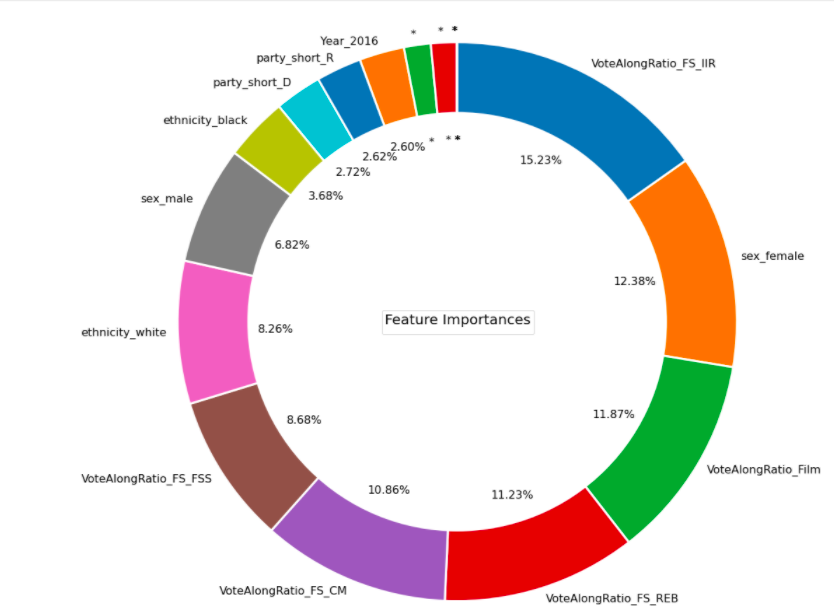 * * *
Year_2016
party_short_R
party_short_D
ethnicity_black
sex_male
ethnicity_white
VoteAlongRatio_FS_FSS
VoteAlongRatio_FS_CM
VoteAlongRatio_FS_REB
VoteAlongRatio_Film
sex_female
VoteAlongRatio_FS_IIR
15.23%
12.38%
11.87%
11.23%
10.86%
8.68%
8.26%
6.82%
3.68%
2.72%
2.62%
2.60%
* * *
Feature Importances